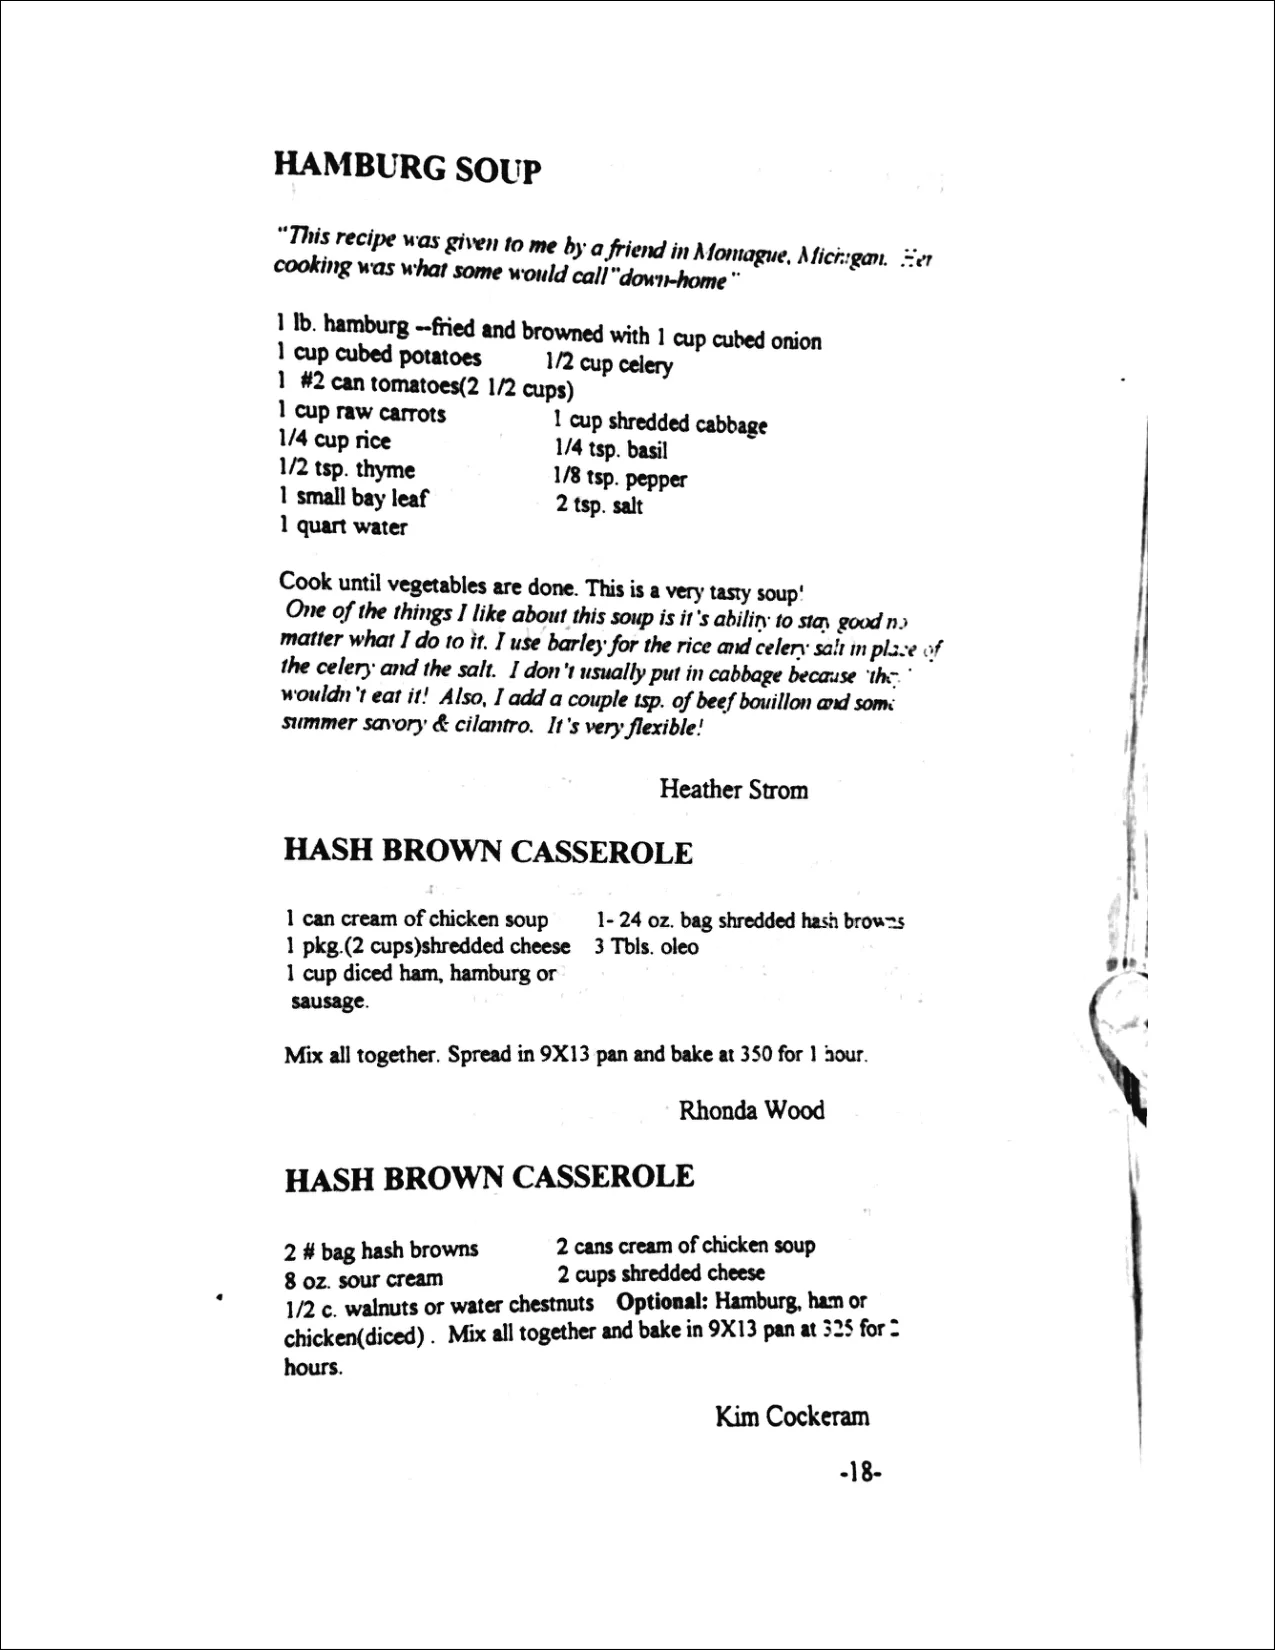 HAMBURG SOUP
"This recipe was given to me by a friend in Montague, Michigan. Her
cooking was what some would call "down-home"
1 lb. hamburg --fried and browned with 1 cup cubed onion
1 cup cubed potatoes 1/2 cup celery
1 #2 can tomatoes(2 1/2 cups)
1 cup raw carrots 1 cup shredded cabbage
1/4 cup rice 1/4 tsp. basil
1/2 tsp. thyme 1/8 tsp. pepper
1 small bay leaf 2 tsp. salt
1 quart water
Cook until vegetables are done. This is a very tasty soup!
One of the things I like about this soup is it's ability to stay good no
matter what I do to it. I use barley for the rice and celery salt in place of
the celery and the salt. I don't usually put in cabbage because
wouldn't eat it! Also, I add a couple tsp. of beef bouillon and some
summer savory & cilantro. It's very flexible!
Heather Strom
HASH BROWN CASSEROLE
1 can cream of chicken soup 1- 24 oz. bag shredded hash browns
1 pkg.(2 cups)shredded cheese 3 Tbls. oleo
1 cup diced ham, hamburg or
sausage.
Mix all together. Spread in 9X13 pan and bake at 350 for 1 hour.
Rhonda Wood
HASH BROWN CASSEROLE
2 # bag hash browns 2 cans cream of chicken soup
8 oz. sour cream 2 cups shredded cheese
1/2 c. walnuts or water chestnuts Optional: Hamburg, ham or
chicken(diced) . Mix all together and bake in 9X13 pan at 325 for
hours.
Kim Cockeram
-18-